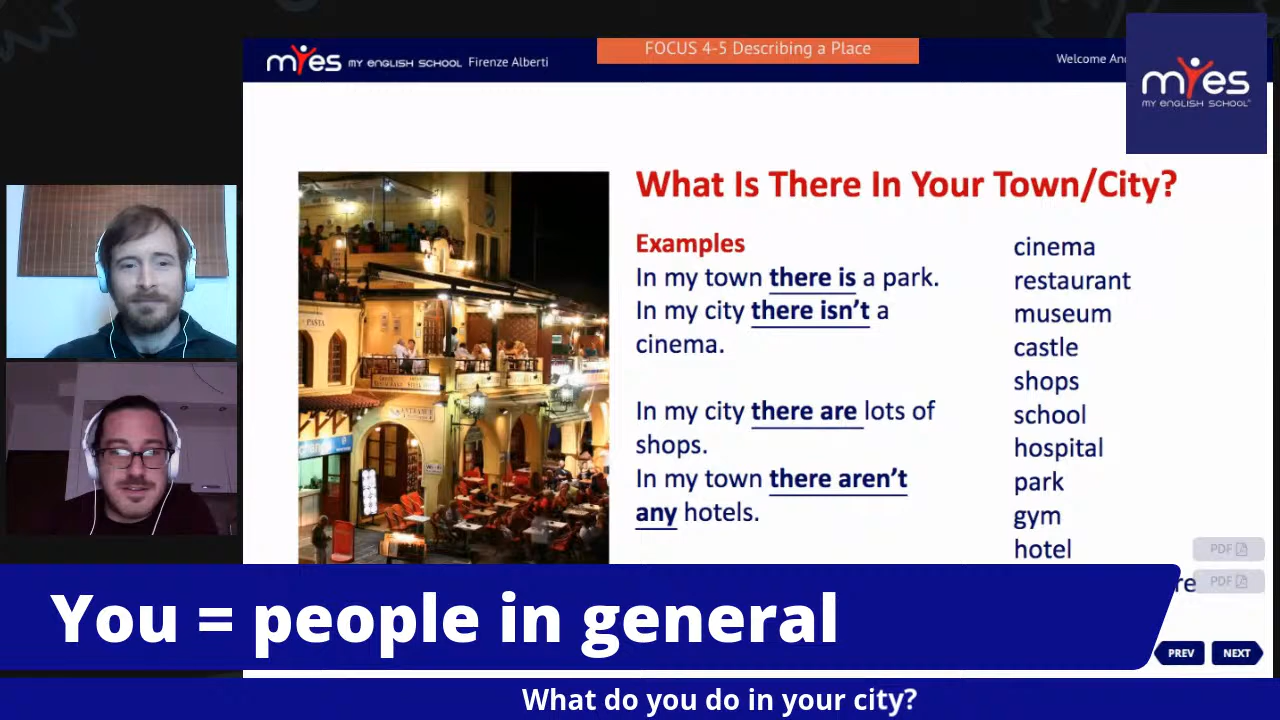 myes MY ENGLISH SCHOOL Firenze Alberti
FOCUS 4-5 Describing a Place
Welcome
myes
MY ENGLISH SCHOOL
What Is There In Your Town/City?
Examples
In my town there is a park.
In my city there isn't a
cinema.
In my city there are lots of
shops.
In my town there aren't
any hotels.
cinema
restaurant
museum
castle
shops
school
hospital
park
gym
hotel
PASTA
ENTRANCE
PDF
PDF
You = people in general
PREV
NEXT
What do you do in your city?